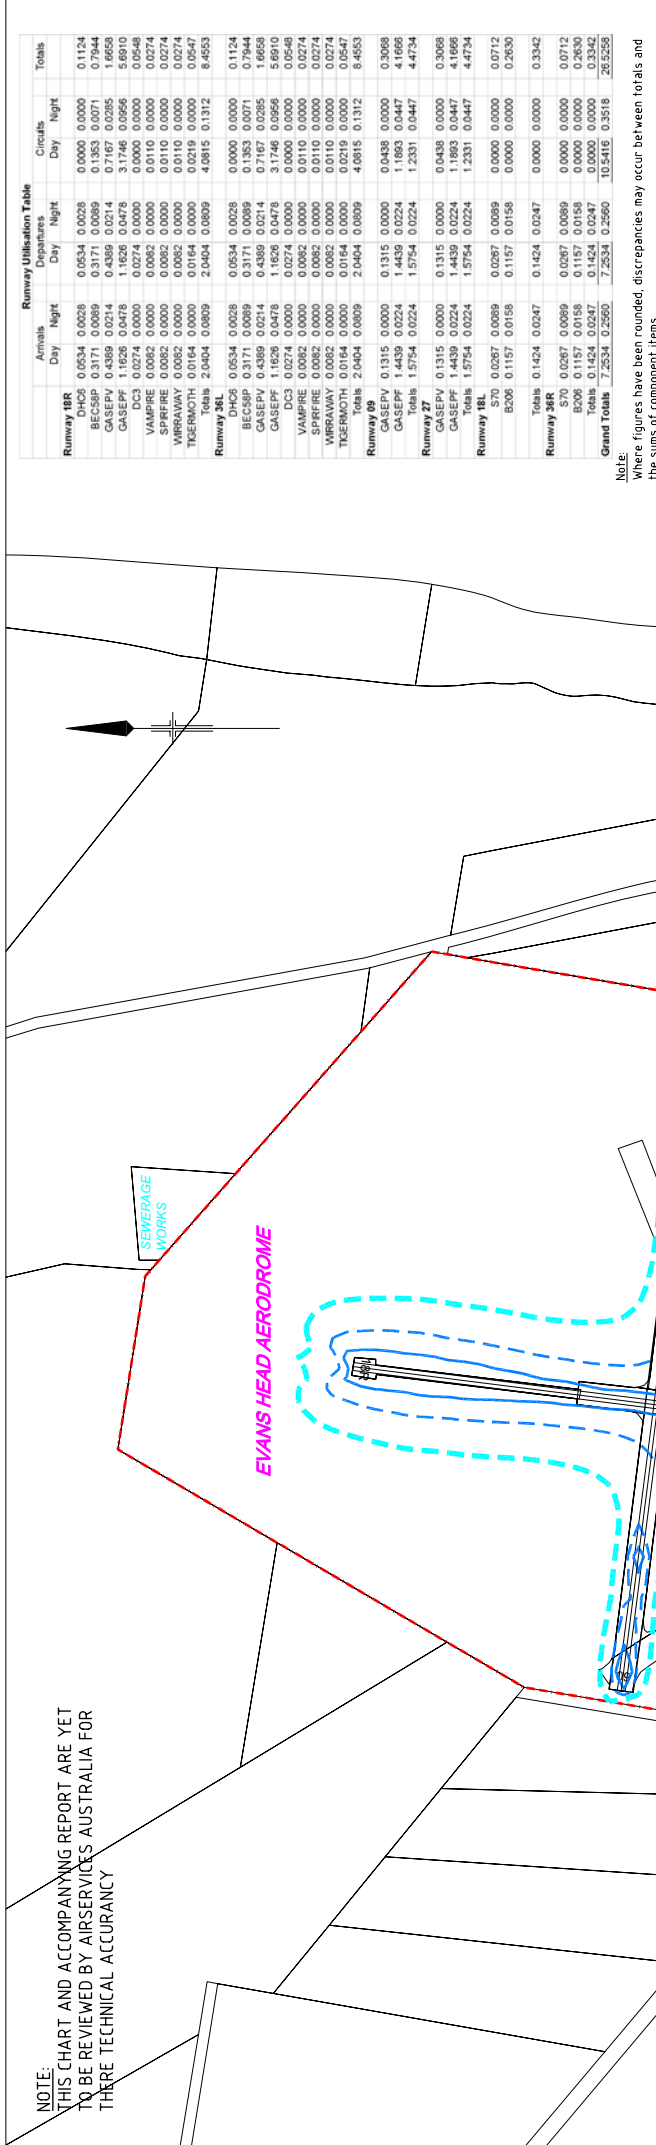 NOTE:
THIS CHART AND ACCOMPANYING REPORT ARE YET
TO BE REVIEWED BY AIRSERVICES AUSTRALIA FOR
THERE TECHNICAL ACCURANCY
SEWERAGE
WORKS
EVANS HEAD AERODROME
18R
Runway Utilisation Table
Arrivals Departures Circuits Totals
Day Night Day Night Day Night
Runway 18R
DHC6 0.0534 0.0028 0.0534 0.0028 0.0000 0.0000 0.1124
BEC58P 0.3171 0.0089 0.3171 0.0089 0.1353 0.0071 0.7944
GASEPV 0.4389 0.0214 0.4389 0.0214 0.7167 0.0285 1.6658
GASEPF 1.1626 0.0478 1.1626 0.0478 3.1746 0.0956 5.6910
DC3 0.0274 0.0000 0.0274 0.0000 0.0000 0.0000 0.0548
VAMPIRE 0.0082 0.0000 0.0082 0.0000 0.0110 0.0000 0.0274
SPRFIRE 0.0082 0.0000 0.0082 0.0000 0.0110 0.0000 0.0274
WIRRAWAY 0.0082 0.0000 0.0082 0.0000 0.0110 0.0000 0.0274
TIGERMOTH 0.0164 0.0000 0.0164 0.0000 0.0219 0.0000 0.0547
Totals 2.0404 0.0809 2.0404 0.0809 4.0815 0.1312 8.4553
Runway 36L
DHC6 0.0534 0.0028 0.0534 0.0028 0.0000 0.0000 0.1124
BEC58P 0.3171 0.0089 0.3171 0.0089 0.1353 0.0071 0.7944
GASEPV 0.4389 0.0214 0.4389 0.0214 0.7167 0.0285 1.6658
GASEPF 1.1626 0.0478 1.1626 0.0478 3.1746 0.0956 5.6910
DC3 0.0274 0.0000 0.0274 0.0000 0.0000 0.0000 0.0548
VAMPIRE 0.0082 0.0000 0.0082 0.0000 0.0110 0.0000 0.0274
SPRFIRE 0.0082 0.0000 0.0082 0.0000 0.0110 0.0000 0.0274
WIRRAWAY 0.0082 0.0000 0.0082 0.0000 0.0110 0.0000 0.0274
TIGERMOTH 0.0164 0.0000 0.0164 0.0000 0.0219 0.0000 0.0547
Totals 2.0404 0.0809 2.0404 0.0809 4.0815 0.1312 8.4553
Runway 09
GASEPV 0.1315 0.0000 0.1315 0.0000 0.0438 0.0000 0.3068
GASEPF 1.4439 0.0224 1.4439 0.0224 1.1893 0.0447 4.1666
Totals 1.5754 0.0224 1.5754 0.0224 1.2331 0.0447 4.4734
Runway 27
GASEPV 0.1315 0.0000 0.1315 0.0000 0.0438 0.0000 0.3068
GASEPF 1.4439 0.0224 1.4439 0.0224 1.1893 0.0447 4.1666
Totals 1.5754 0.0224 1.5754 0.0224 1.2331 0.0447 4.4734
Runway 18L
S70 0.0267 0.0089 0.0267 0.0089 0.0000 0.0000 0.0712
B206 0.1157 0.0158 0.1157 0.0158 0.0000 0.0000 0.2630
Totals 0.1424 0.0247 0.1424 0.0247 0.0000 0.0000 0.3342
Runway 36R
S70 0.0267 0.0089 0.0267 0.0089 0.0000 0.0000 0.0712
B206 0.1157 0.0158 0.1157 0.0158 0.0000 0.0000 0.2630
Totals 0.1424 0.0247 0.1424 0.0247 0.0000 0.0000 0.3342
Grand Totals 7.2534 0.2560 7.2534 0.2560 10.5416 0.3518 26.5258
Note:
Where figures have been rounded, discrepancies may occur between totals and
the sums of component items